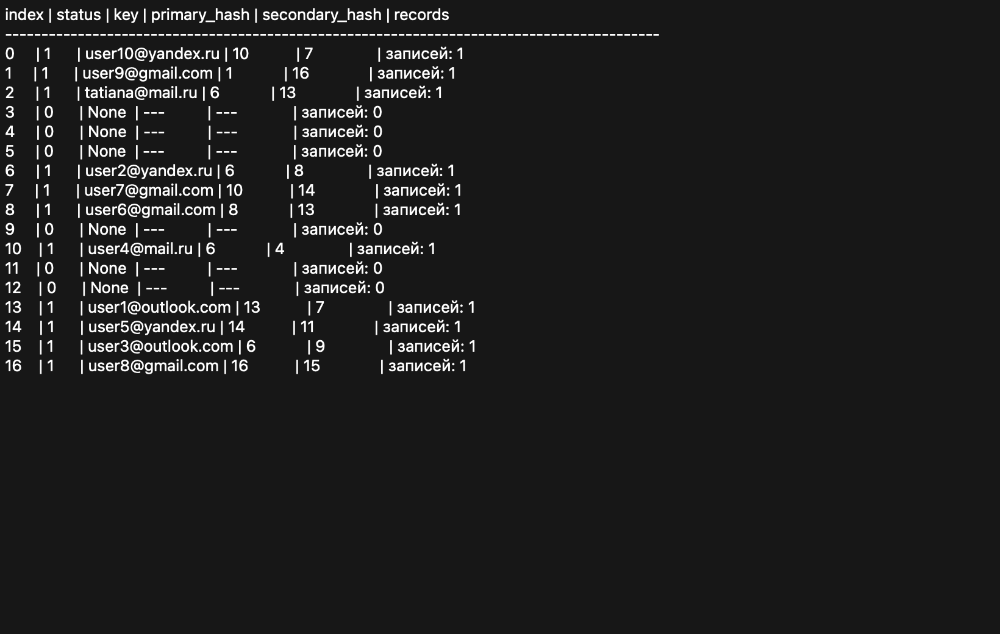 index | status | key | primary_hash | secondary_hash | records
------------------------------------------------------------------------------------------
0 | 1 | user10@yandex.ru | 10 | 7 | записей: 1
1 | 1 | user9@gmail.com | 1 | 16 | записей: 1
2 | 1 | tatiana@mail.ru | 6 | 13 | записей: 1
3 | 0 | None | --- | --- | записей: 0
4 | 0 | None | --- | --- | записей: 0
5 | 0 | None | --- | --- | записей: 0
6 | 1 | user2@yandex.ru | 6 | 8 | записей: 1
7 | 1 | user7@gmail.com | 10 | 14 | записей: 1
8 | 1 | user6@gmail.com | 8 | 13 | записей: 1
9 | 0 | None | --- | --- | записей: 0
10 | 1 | user4@mail.ru | 6 | 4 | записей: 1
11 | 0 | None | --- | --- | записей: 0
12 | 0 | None | --- | --- | записей: 0
13 | 1 | user1@outlook.com | 13 | 7 | записей: 1
14 | 1 | user5@yandex.ru | 14 | 11 | записей: 1
15 | 1 | user3@outlook.com | 6 | 9 | записей: 1
16 | 1 | user8@gmail.com | 16 | 15 | записей: 1